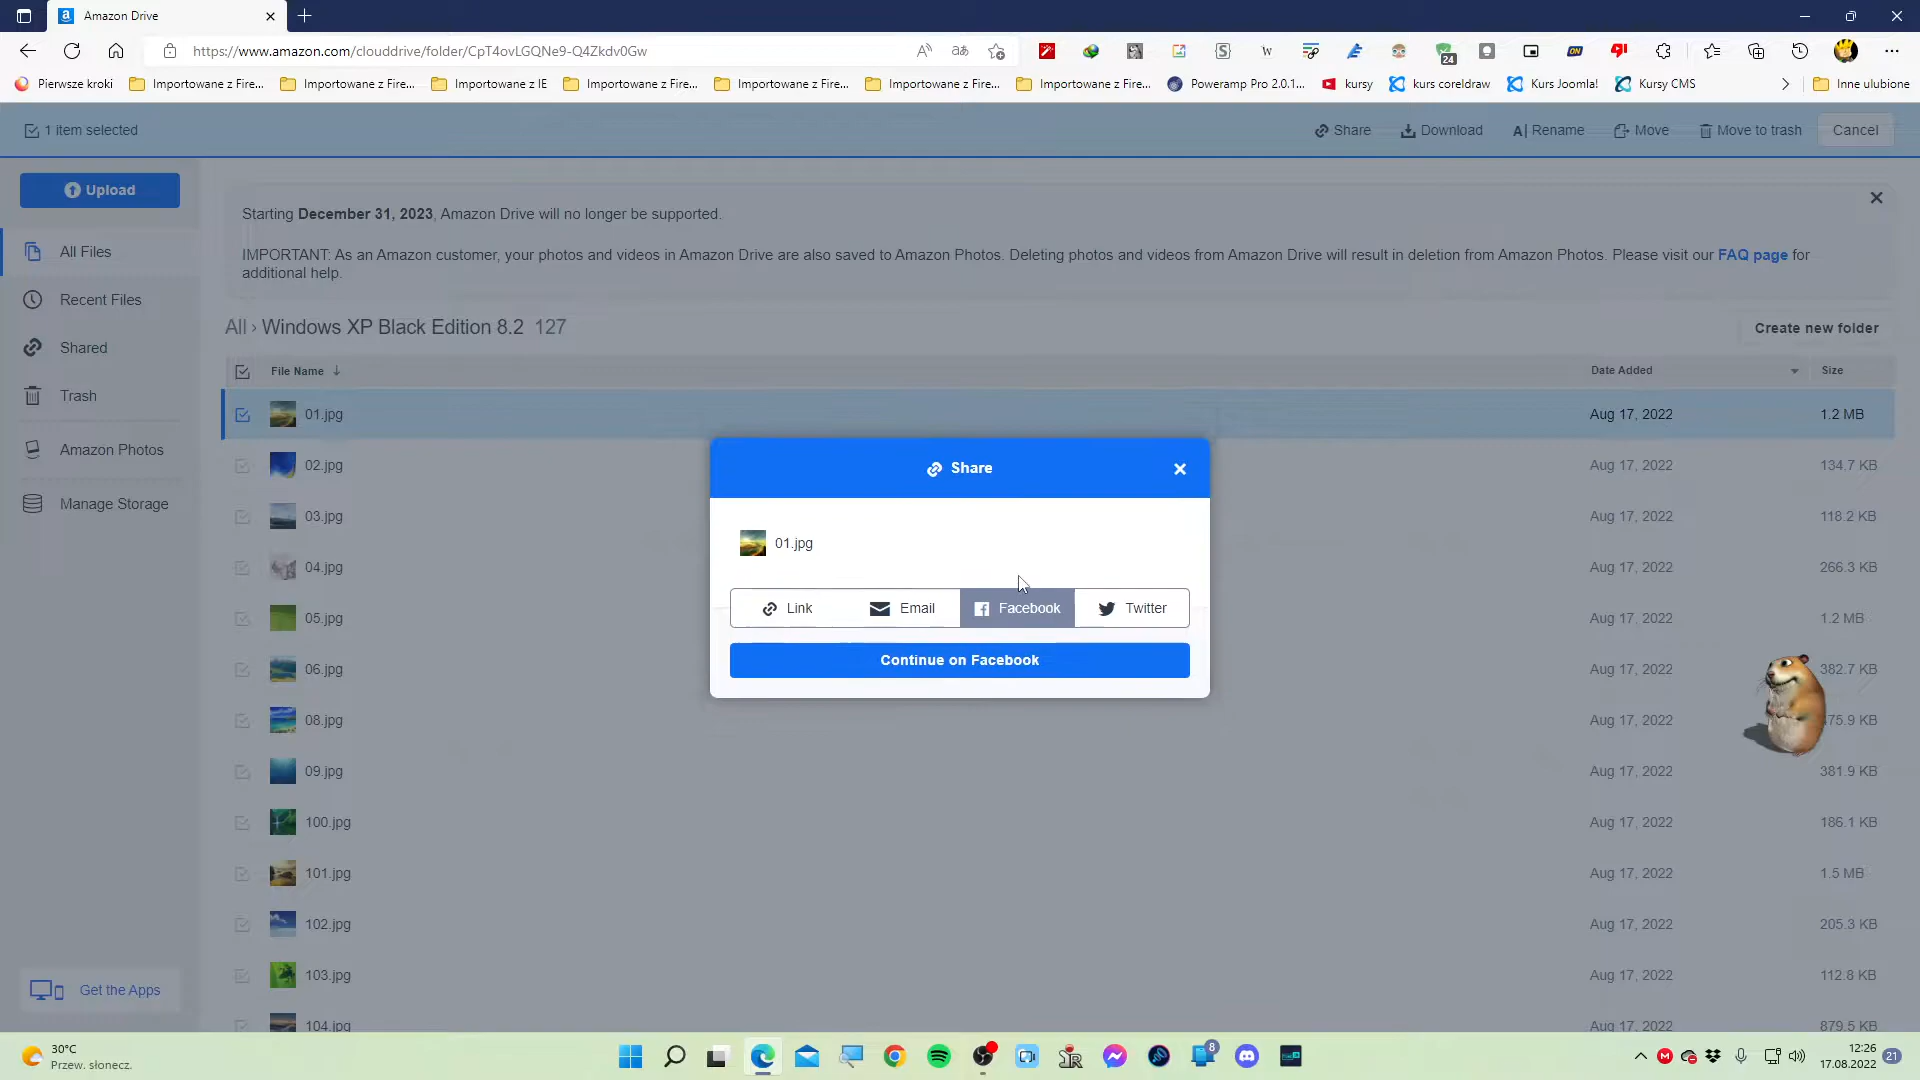 Amazon Drive
https://www.amazon.com/clouddrive/folder/CpT4ovLGQNe9-Q4Zkdv0Gw
24
ON
Pierwsze kroki
Importowane z Fire...
Importowane z Fire...
Importowane z IE
Importowane z Fire...
Importowane z Fire...
Importowane z Fire...
Importowane z Fire...
Poweramp Pro 2.0.1...
kursy
kurs coreldraw
Kurs Joomla!
Kursy CMS
Inne ulubione
1 item selected
Share
Download
Rename
Move
Move to trash
Cancel
Upload
All Files
Recent Files
Shared
Trash
Amazon Photos
Manage Storage
Get the Apps
Starting December 31, 2023, Amazon Drive will no longer be supported.
IMPORTANT: As an Amazon customer, your photos and videos in Amazon Drive are also saved to Amazon Photos. Deleting photos and videos from Amazon Drive will result in deletion from Amazon Photos. Please visit our FAQ page for
additional help.
All › Windows XP Black Edition 8.2 127
Create new folder
File Name
Date Added
Size
01.jpg Aug 17, 2022 1.2 MB
02.jpg Aug 17, 2022 134.7 KB
03.jpg Aug 17, 2022 118.2 KB
04.jpg Aug 17, 2022 266.3 KB
05.jpg Aug 17, 2022 1.2 MB
06.jpg Aug 17, 2022 382.7 KB
08.jpg Aug 17, 2022 75.9 KB
09.jpg Aug 17, 2022 381.9 KB
100.jpg Aug 17, 2022 186.1 KB
101.jpg Aug 17, 2022 1.5 MB
102.jpg Aug 17, 2022 205.3 KB
103.jpg Aug 17, 2022 112.8 KB
104.jpg Aug 17, 2022 879.5 KB
Share
01.jpg
Link
Email
Facebook
Twitter
Continue on Facebook
30°C
Przew. słonecz.
8
12:26
17.08.2022
21